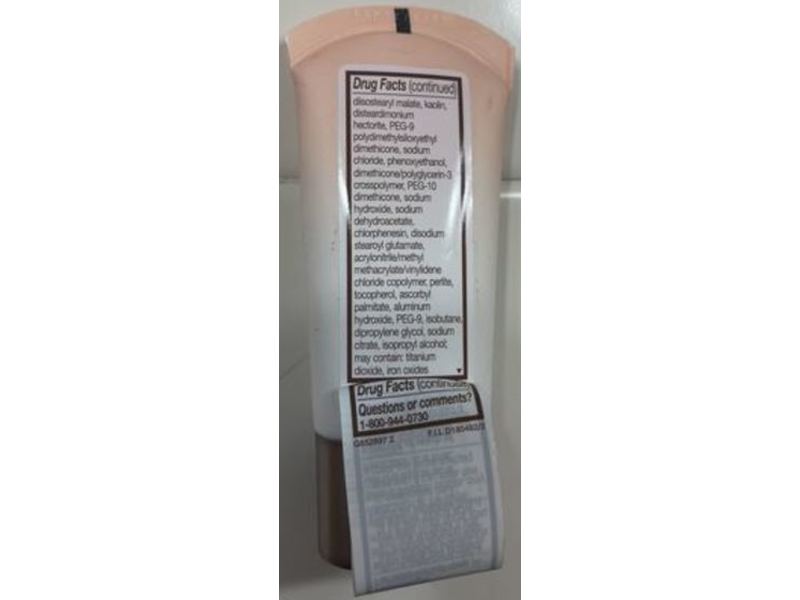 Drug Facts (continued)
diisostearyl malate, kaolin,
disteardimonium
hectorite, PEG-9
polydimethylsiloxyethyl
dimethicone, sodium
chloride, phenoxyethanol,
dimethicone/polyglycerin-3
crosspolymer, PEG-10
dimethicone, sodium
hydroxide, sodium
dehydroacetate,
chlorphenesin, disodium
stearoyl glutamate,
acrylonitrile/methyl
methacrylate/vinylidene
chloride copolymer, perlite,
tocopherol, ascorbyl
palmitate, aluminum
hydroxide, PEG-9, isobutane,
dipropylene glycol, sodium
citrate, isopropyl alcohol;
may contain: titanium
dioxide, iron oxides
Drug Facts (continued)
Questions or comments?
1-800-944-0730
F.I.L.